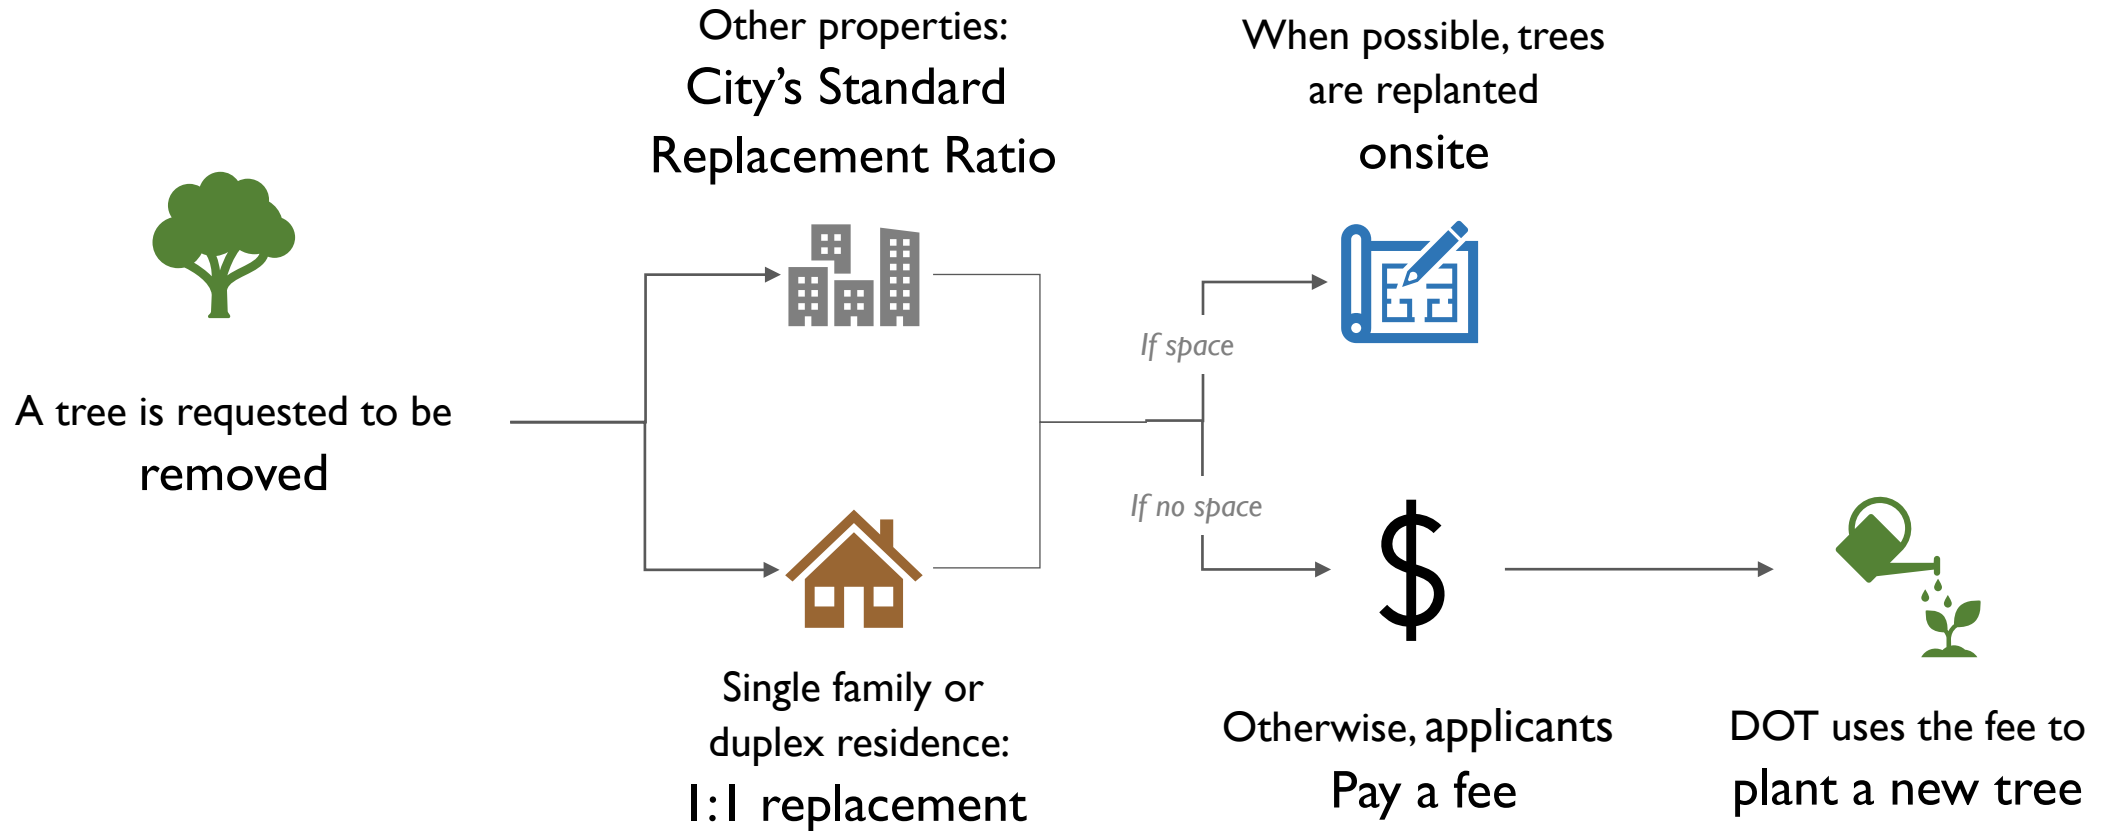 A tree is requested to be
removed
Other properties:
City’s Standard
Replacement Ratio
Single family or
duplex residence:
1:1 replacement
If space
If no space
When possible, trees
are replanted
onsite
Otherwise, applicants
Pay a fee
DOT uses the fee to
plant a new tree